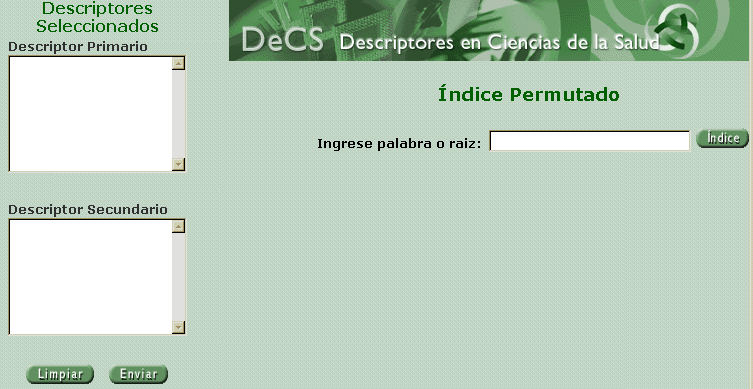 Descriptores
Seleccionados
Descriptor Primario
Descriptor Secundario
Limpiar
Enviar
DeCS Descriptores en Ciencias de la Salud
Índice Permutado
Ingrese palabra o raiz:
Índice